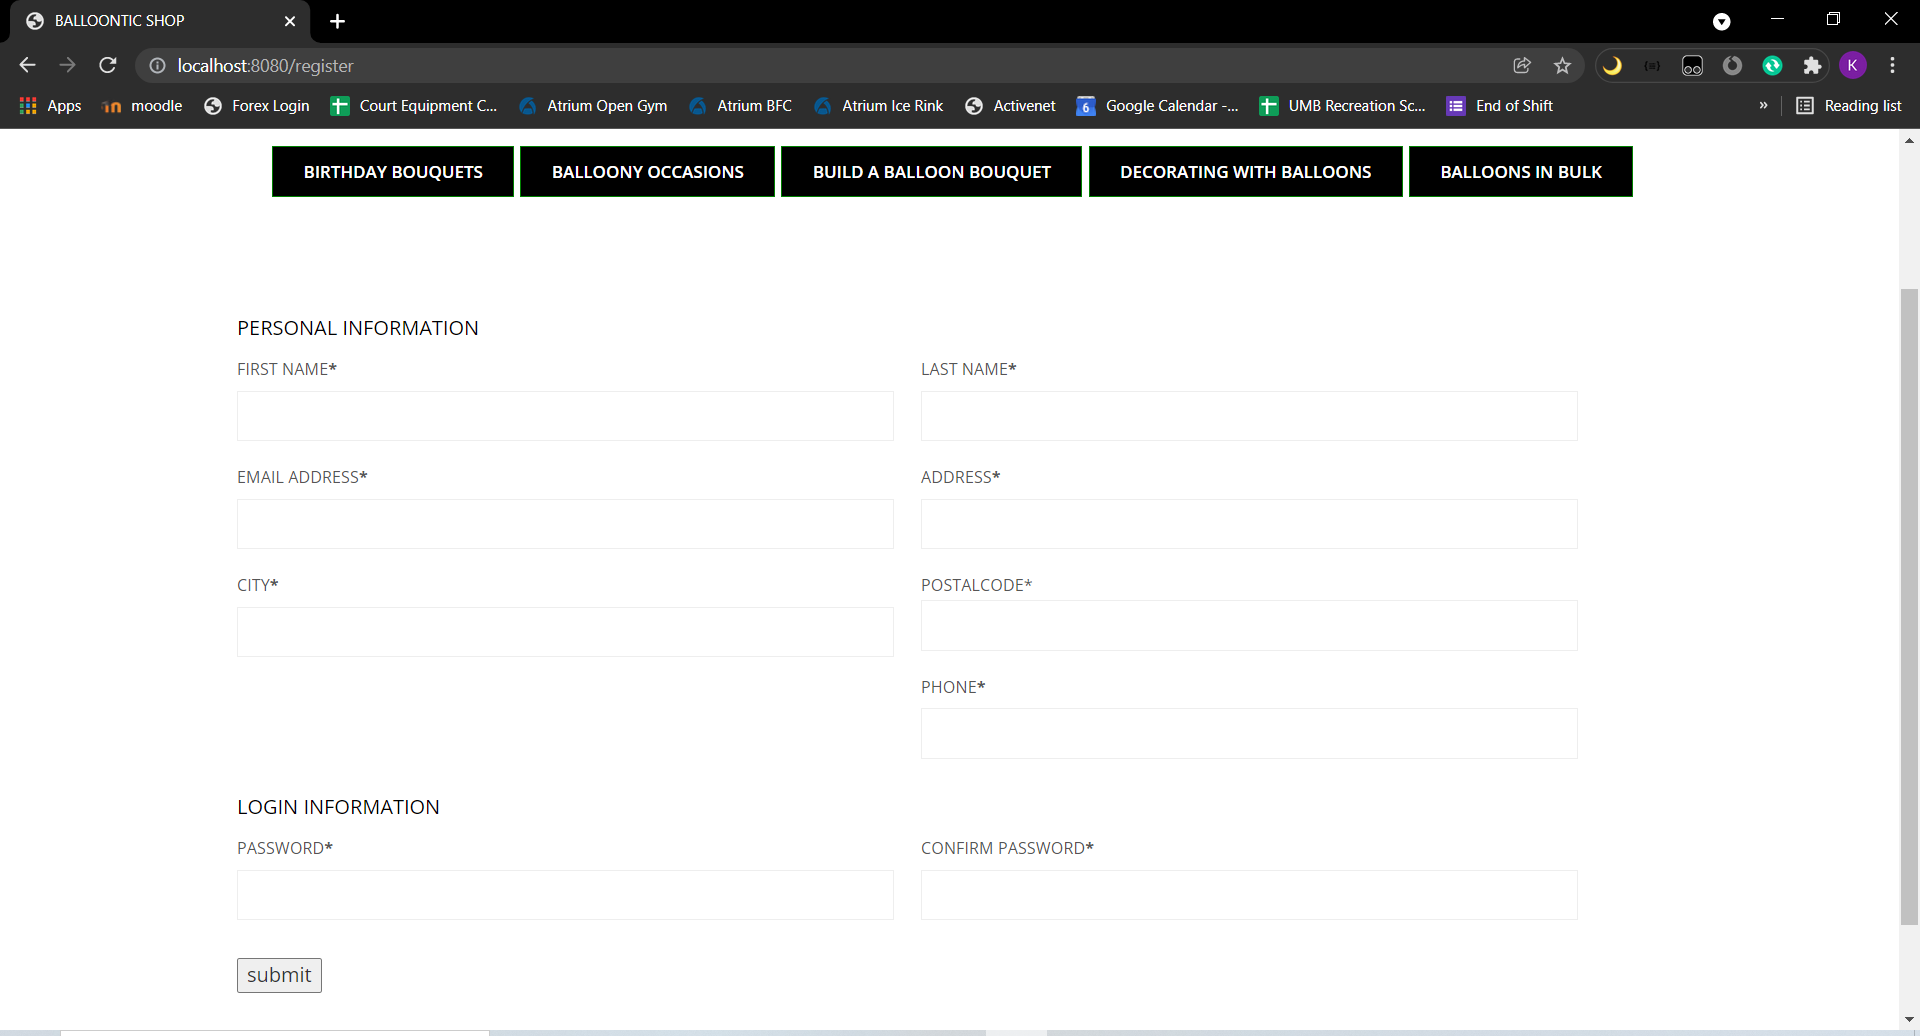 BALLOONTIC SHOP
localhost:8080/register
K
Apps moodle Forex Login Court Equipment C... Atrium Open Gym Atrium BFC Atrium Ice Rink Activenet 6 Google Calendar -... UMB Recreation Sc... End of Shift » Reading list
BIRTHDAY BOUQUETS BALLOONY OCCASIONS BUILD A BALLOON BOUQUET DECORATING WITH BALLOONS BALLOONS IN BULK
PERSONAL INFORMATION
FIRST NAME* LAST NAME*
EMAIL ADDRESS* ADDRESS*
CITY* POSTALCODE*
PHONE*
LOGIN INFORMATION
PASSWORD* CONFIRM PASSWORD*
submit